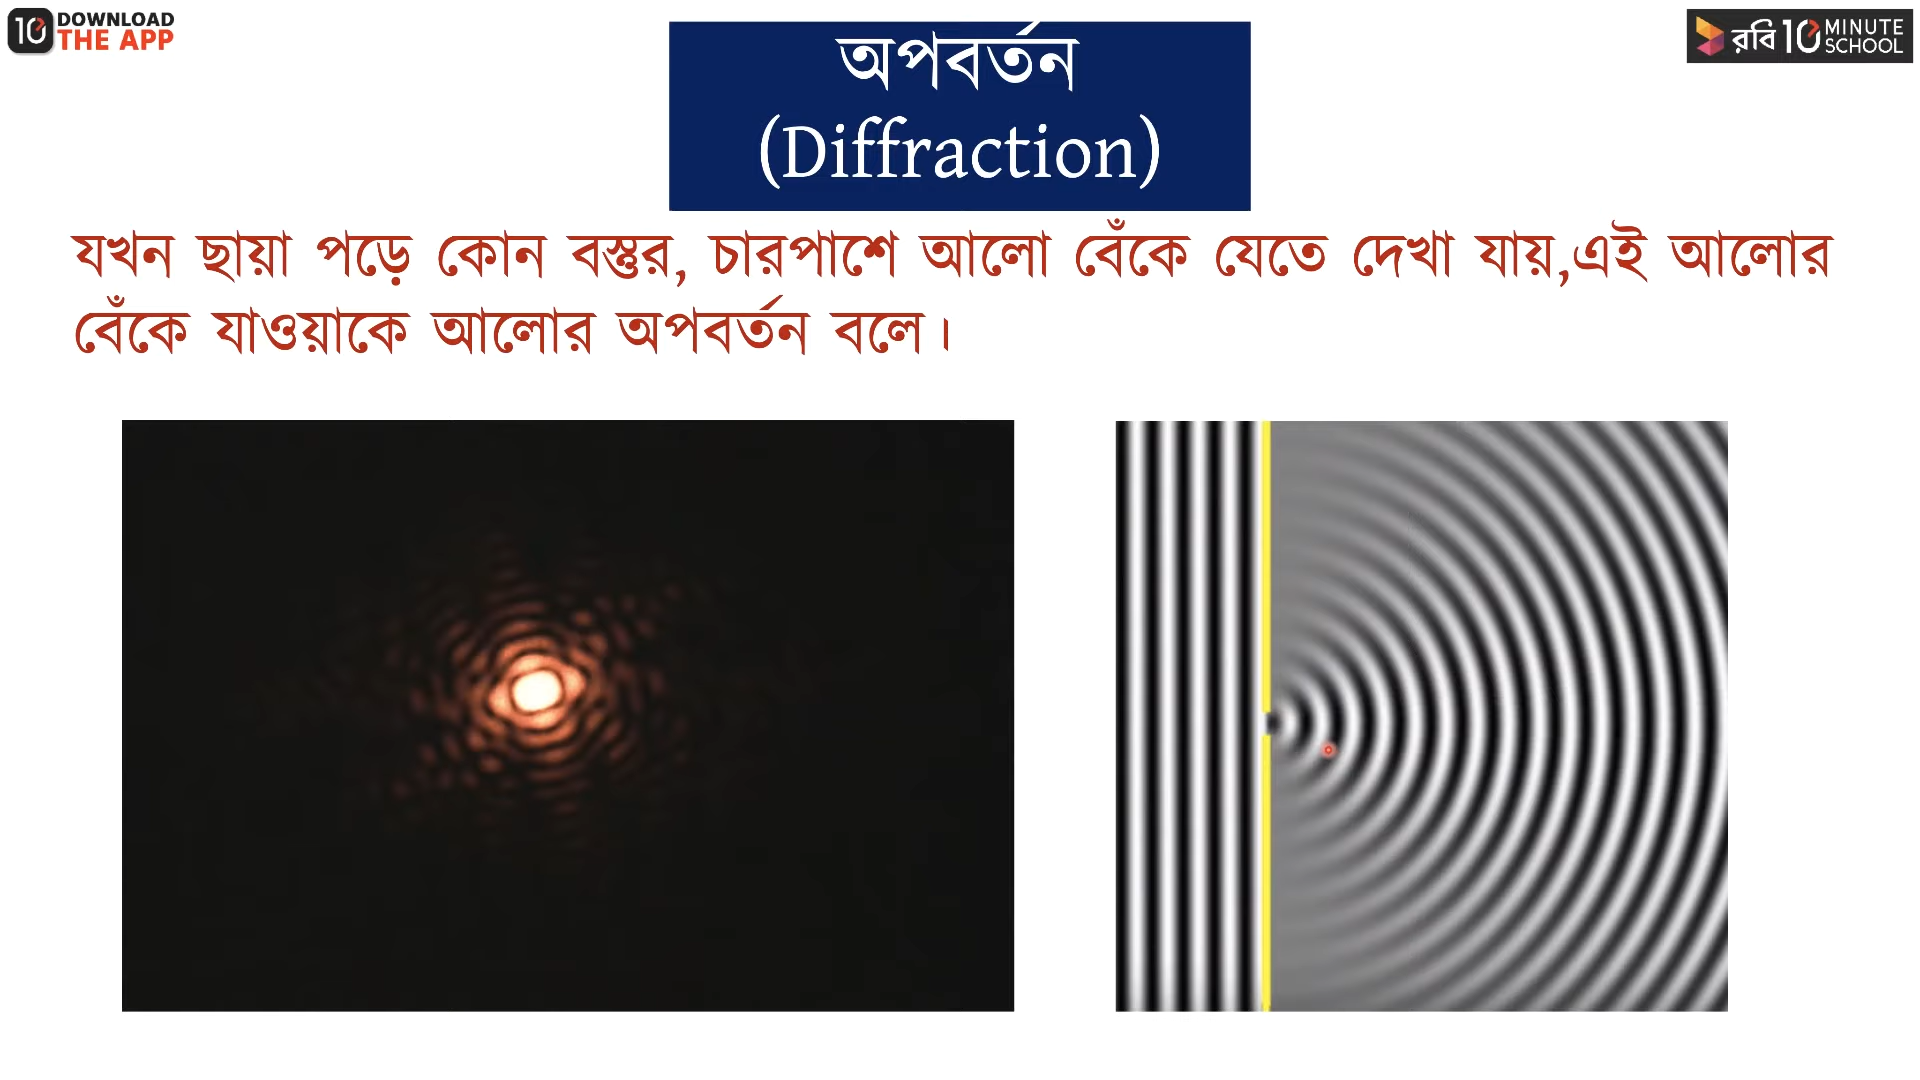 10 DOWNLOAD
THE APP
রবি 10 MINUTE
SCHOOL
অপবর্তন
(Diffraction)
যখন ছায়া পড়ে কোন বস্তুর, চারপাশে আলো বেঁকে যেতে দেখা যায়,এই আলোর
বেঁকে যাওয়াকে আলোর অপবর্তন বলে।